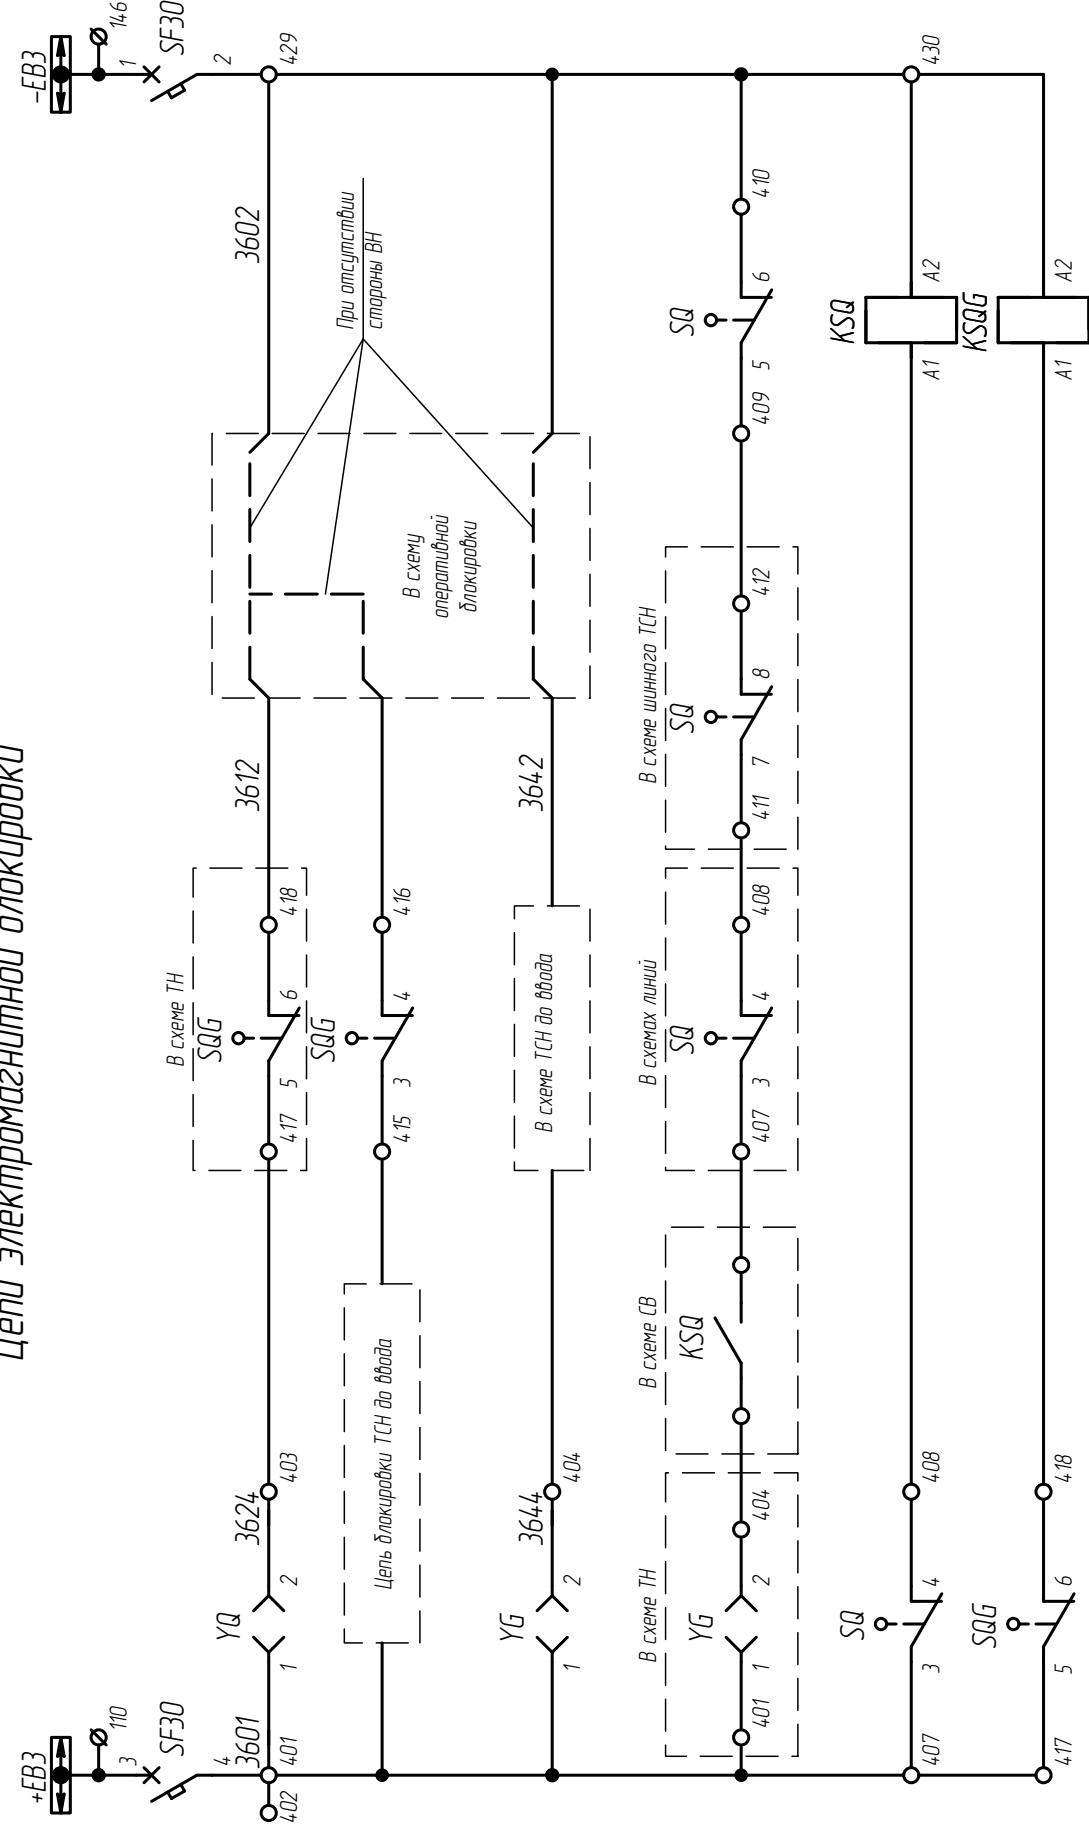 Цепи электромагнитной блокировки
+ЕВ3
110
3
SF30
4
-ЕВ3
146
1
SF30
2
402
401
3601
1
YQ
2
3624
403
В схеме ТН
417
5
SQG
6
418
3612
3602
429
Цепь блокировки ТСН до ввода
415
3
SQG
4
416
В схему
оперативной
блокировки
При отсутствии
стороны ВН
1
YG
2
3644
404
В схеме ТСН до ввода
3642
В схеме ТН
401
1
YG
2
404
В схеме СВ
KSQ
В схемах линий
407
3
SQ
4
408
В схеме шинного ТСН
411
7
SQ
8
412
409
5
SQ
6
410
407
3
SQ
4
408
A1
KSQ
A2
430
417
5
SQG
6
418
A1
KSQG
A2